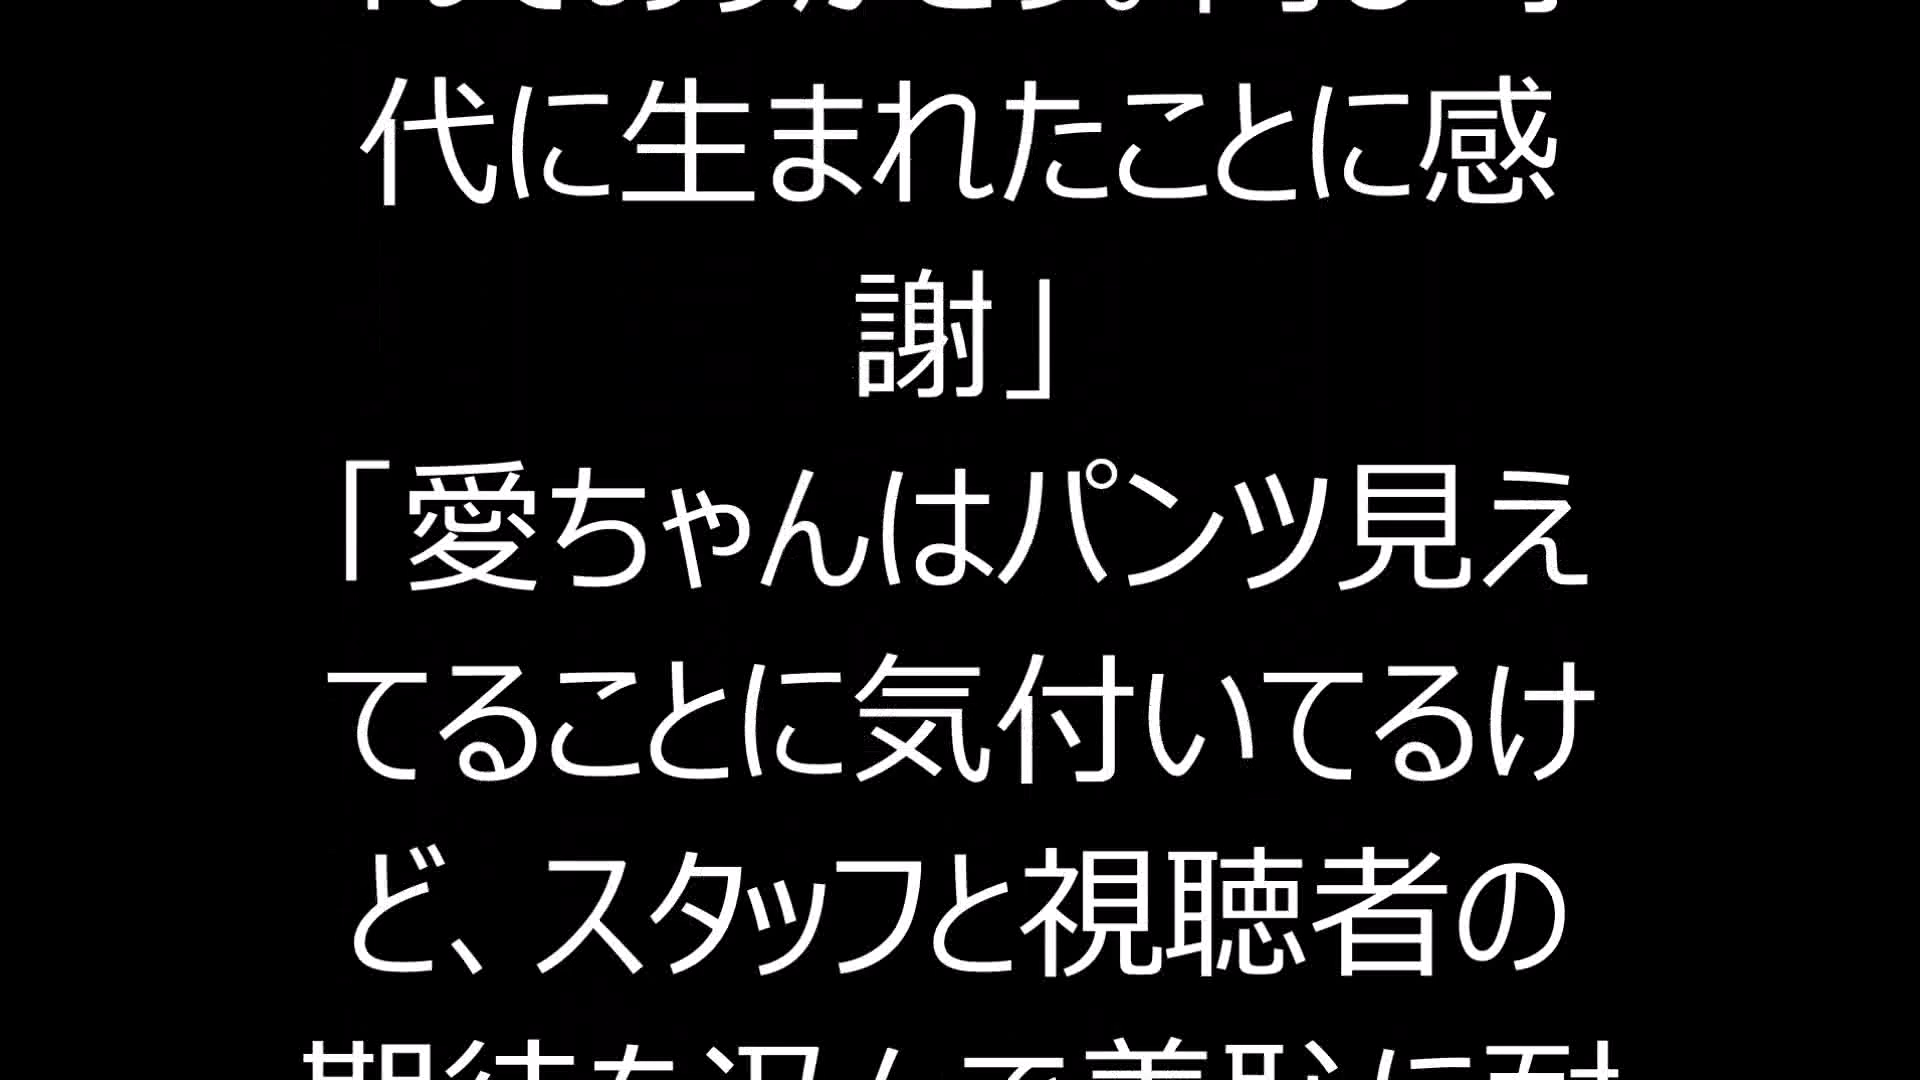 代に生まれたことに感
謝」
「愛ちゃんはパンツ見え
てることに気付いてるけ
ど、スタッフと視聴者の